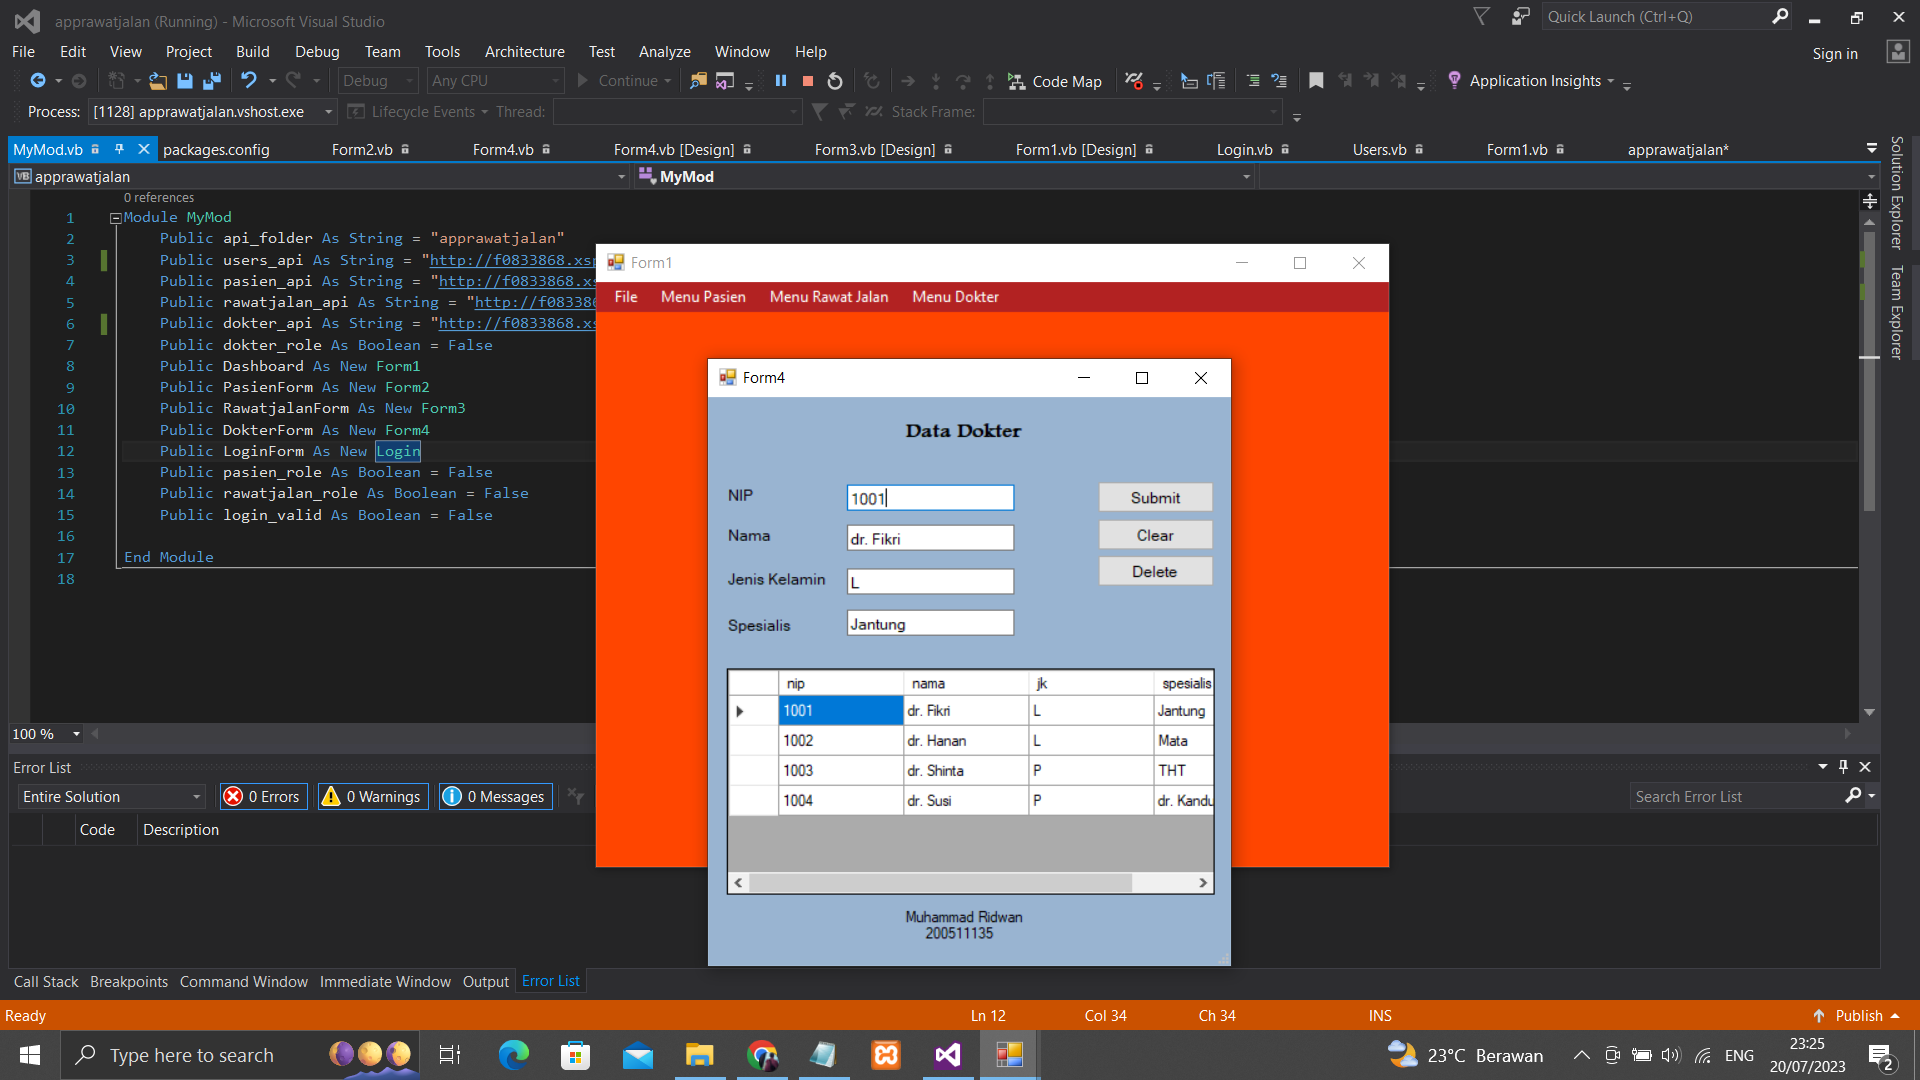 apprawatjalan (Running) - Microsoft Visual Studio
Quick Launch (Ctrl+Q)
File Edit View Project Build Debug Team Tools Architecture Test Analyze Window Help
Sign in
Debug Any CPU Continue Code Map Application Insights
Process: [1128] apprawatjalan.vshost.exe Lifecycle Events Thread: Stack Frame:
MyMod.vb packages.config Form2.vb Form4.vb Form4.vb [Design] Form3.vb [Design] Form1.vb [Design] Login.vb Users.vb Form1.vb apprawatjalan*
VB apprawatjalan MyMod
Solution Explorer
Team Explorer
0 references
1 Module MyMod
2 Public api_folder As String = "apprawatjalan"
3 Public users_api As String = "http://f0833868.xsp
4 Public pasien_api As String = "http://f0833868.xs
5 Public rawatjalan_api As String = "http://f08338
6 Public dokter_api As String = "http://f0833868.xs
7 Public dokter_role As Boolean = False
8 Public Dashboard As New Form1
9 Public PasienForm As New Form2
10 Public RawatjalanForm As New Form3
11 Public DokterForm As New Form4
12 Public LoginForm As New Login
13 Public pasien_role As Boolean = False
14 Public rawatjalan_role As Boolean = False
15 Public login_valid As Boolean = False
16
17 End Module
18
Form1
File Menu Pasien Menu Rawat Jalan Menu Dokter
Form4
Data Dokter
NIP 1001 Submit
Nama dr. Fikri Clear
Jenis Kelamin L Delete
Spesialis Jantung
nip nama jk spesialis
1001 dr. Fikri L Jantung
1002 dr. Hanan L Mata
1003 dr. Shinta P THT
1004 dr. Susi P dr. Kandu
Muhammad Ridwan
200511135
100 %
Error List
Entire Solution 0 Errors 0 Warnings 0 Messages Search Error List
Code Description
Call Stack Breakpoints Command Window Immediate Window Output Error List
Ready Ln 12 Col 34 Ch 34 INS Publish
Type here to search
23°C Berawan
ENG
23:25
20/07/2023
2